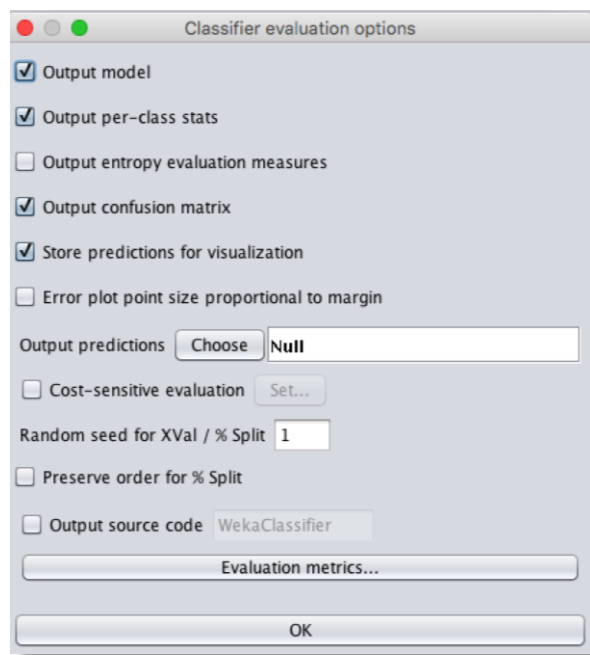 Classifier evaluation options
Output model
Output per-class stats
Output entropy evaluation measures
Output confusion matrix
Store predictions for visualization
Error plot point size proportional to margin
Output predictions Choose Null
Cost-sensitive evaluation Set...
Random seed for XVal / % Split 1
Preserve order for % Split
Output source code WekaClassifier
Evaluation metrics...
OK